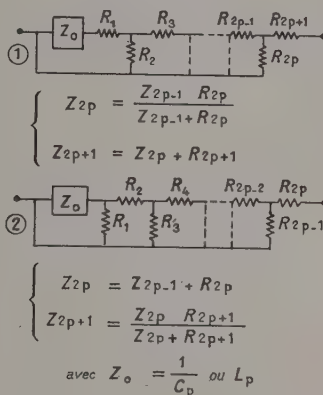 ① Z₀ R₁ R₃ R₂ₚ₋₁ R₂ₚ₊₁
R₂ R₂ₚ
Z₂ₚ = Z₂ₚ₋₁ R₂ₚ / Z₂ₚ₋₁ + R₂ₚ
Z₂ₚ₊₁ = Z₂ₚ + R₂ₚ₊₁
② Z₀ R₂ R₄ R₂ₚ₋₂ R₂ₚ
R₁ R₃ R₂ₚ₋₁
Z₂ₚ = Z₂ₚ₋₁ + R₂ₚ
Z₂ₚ₊₁ = Z₂ₚ R₂ₚ₊₁ / Z₂ₚ + R₂ₚ₊₁
avec Z₀ = 1 / Cₚ ou Lₚ